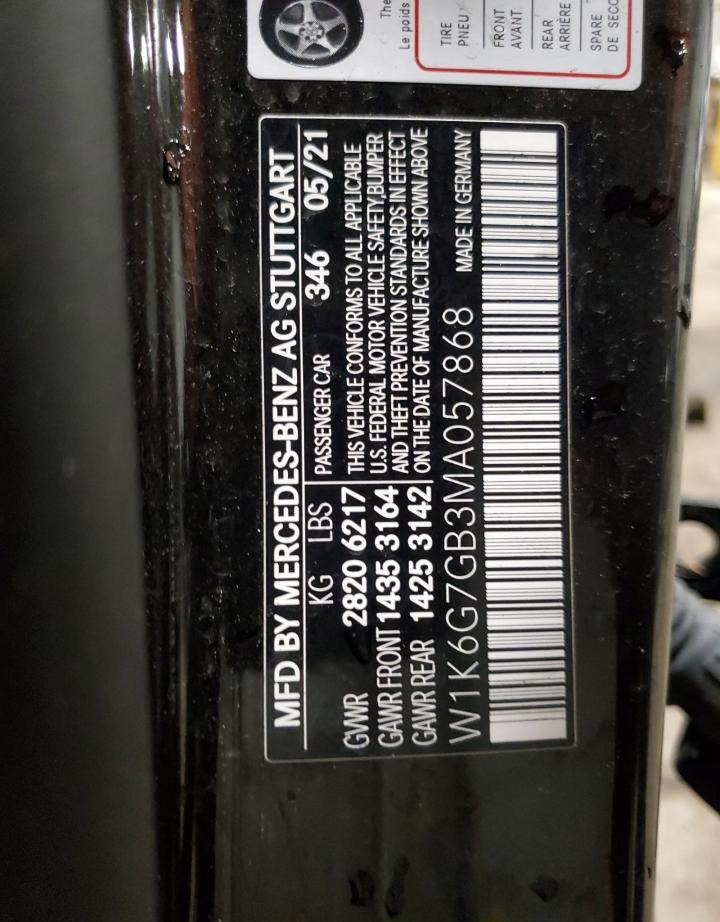 MFD BY MERCEDES-BENZ AG STUTTGART
KG LBS PASSENGER CAR 346 05/21
GVWR 2820 6217
GAWR FRONT 1435 3164
GAWR REAR 1425 3142
THIS VEHICLE CONFORMS TO ALL APPLICABLE
U.S. FEDERAL MOTOR VEHICLE SAFETY, BUMPER
AND THEFT PREVENTION STANDARDS IN EFFECT
ON THE DATE OF MANUFACTURE SHOWN ABOVE
W1K6G7GB3MA057868 MADE IN GERMANY
The
Le poids
TIRE
PNEU
FRONT
AVANT
REAR
ARRIÈRE
SPARE
DE